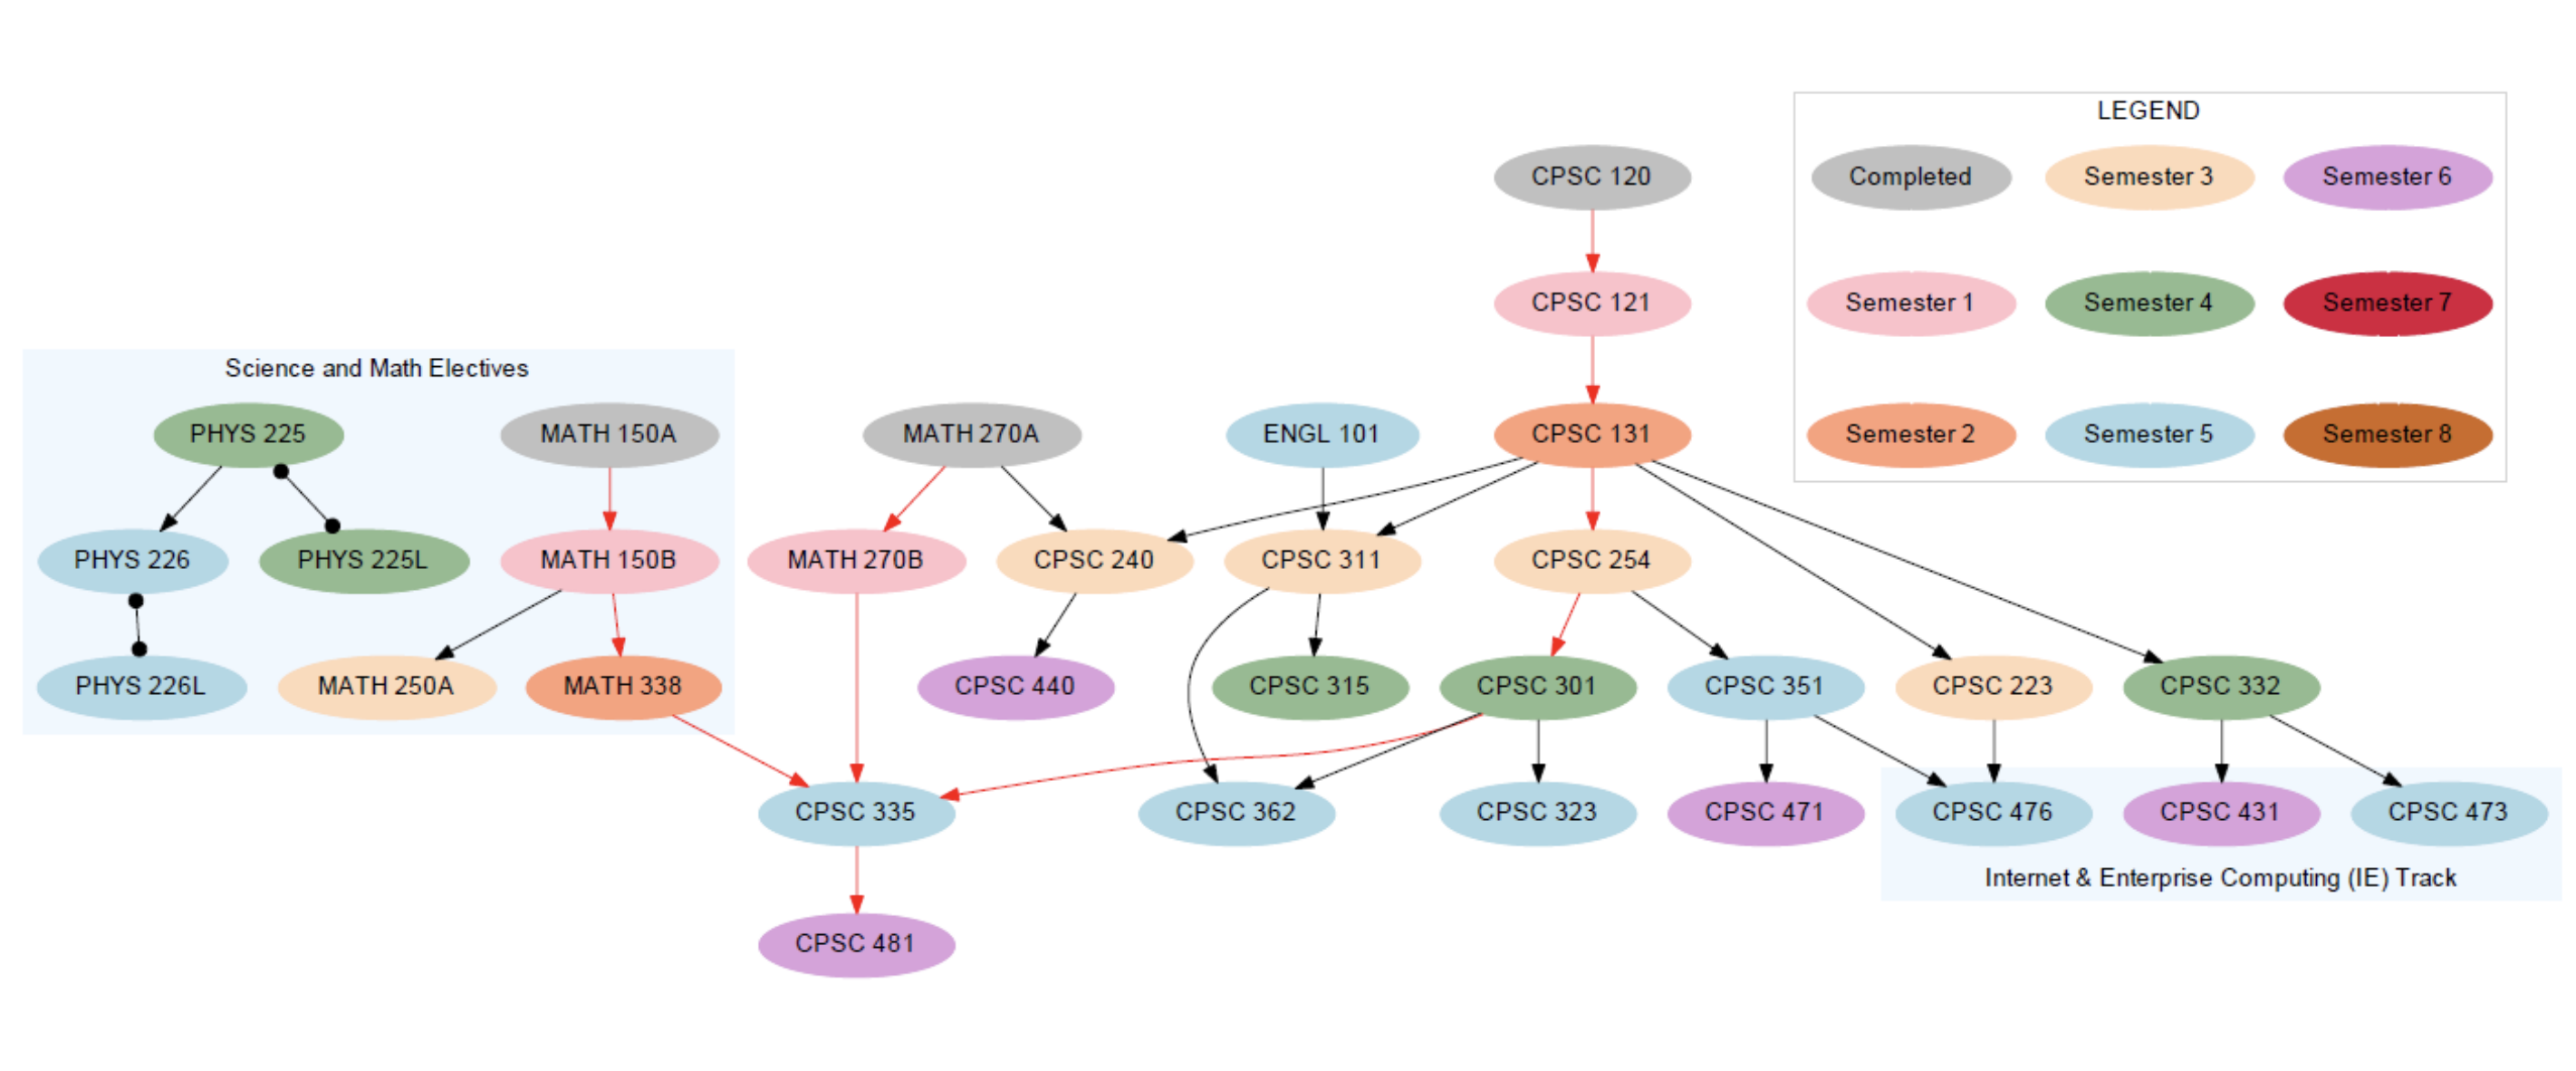 LEGEND
CPSC 120
Completed
Semester 3
Semester 6
CPSC 121
Semester 1
Semester 4
Semester 7
Science and Math Electives
PHYS 225
MATH 150A
MATH 270A
ENGL 101
CPSC 131
Semester 2
Semester 5
Semester 8
PHYS 226
PHYS 225L
MATH 150B
MATH 270B
CPSC 240
CPSC 311
CPSC 254
PHYS 226L
MATH 250A
MATH 338
CPSC 440
CPSC 315
CPSC 301
CPSC 351
CPSC 223
CPSC 332
CPSC 335
CPSC 362
CPSC 323
CPSC 471
CPSC 476
CPSC 431
CPSC 473
Internet & Enterprise Computing (IE) Track
CPSC 481